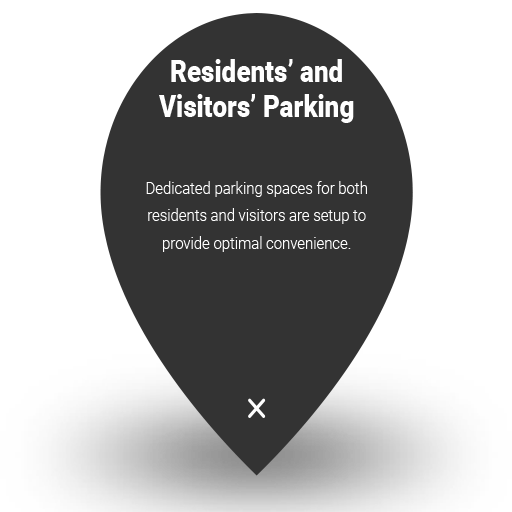 Residents’ and
Visitors’ Parking
Dedicated parking spaces for both
residents and visitors are setup to
provide optimal convenience.